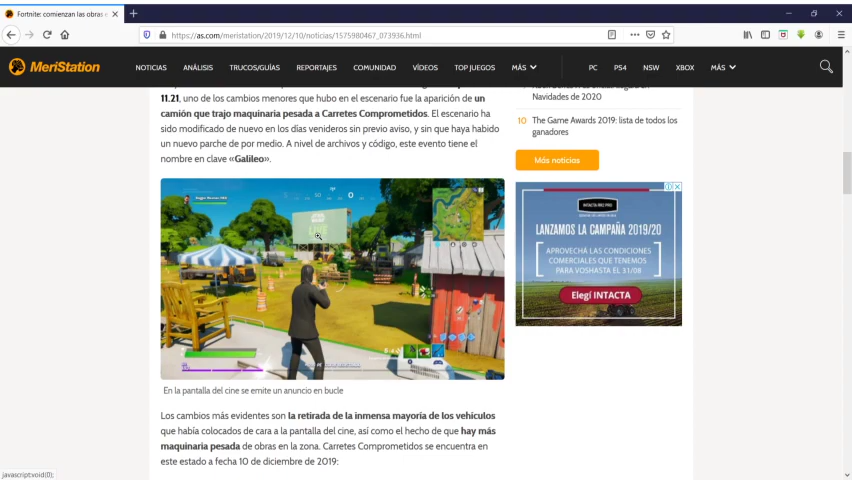 Fortnite: comienzan las obras e
https://as.com/meristation/2019/12/10/noticias/1575980467_073936.html
MeriStation
NOTICIAS
ANÁLISIS
TRUCOS/GUÍAS
REPORTAJES
COMUNIDAD
VÍDEOS
TOP JUEGOS
MÁS
PC
PS4
NSW
XBOX
MÁS
11.21, uno de los cambios menores que hubo en el escenario fue la aparición de un
camión que trajo maquinaria pesada a Carretes Comprometidos. El escenario ha
sido modificado de nuevo en los días venideros sin previo aviso, y sin que haya habido
un nuevo parche de por medio. A nivel de archivos y código, este evento tiene el
nombre en clave «Galileo».
LIVE
En la pantalla del cine se emite un anuncio en bucle
Los cambios más evidentes son la retirada de la inmensa mayoría de los vehículos
que había colocados de cara a la pantalla del cine, así como el hecho de que hay más
maquinaria pesada de obras en la zona. Carretes Comprometidos se encuentra en
este estado a fecha 10 de diciembre de 2019:
Navidades de 2020
10 The Game Awards 2019: lista de todos los
ganadores
Más noticias
INTACTA RR2 PRO
LANZAMOS LA CAMPAÑA 2019/20
APROVECHÁ LAS CONDICIONES
COMERCIALES QUE TENEMOS
PARA VOS HASTA EL 31/08
Elegí INTACTA
javascript:void(0);